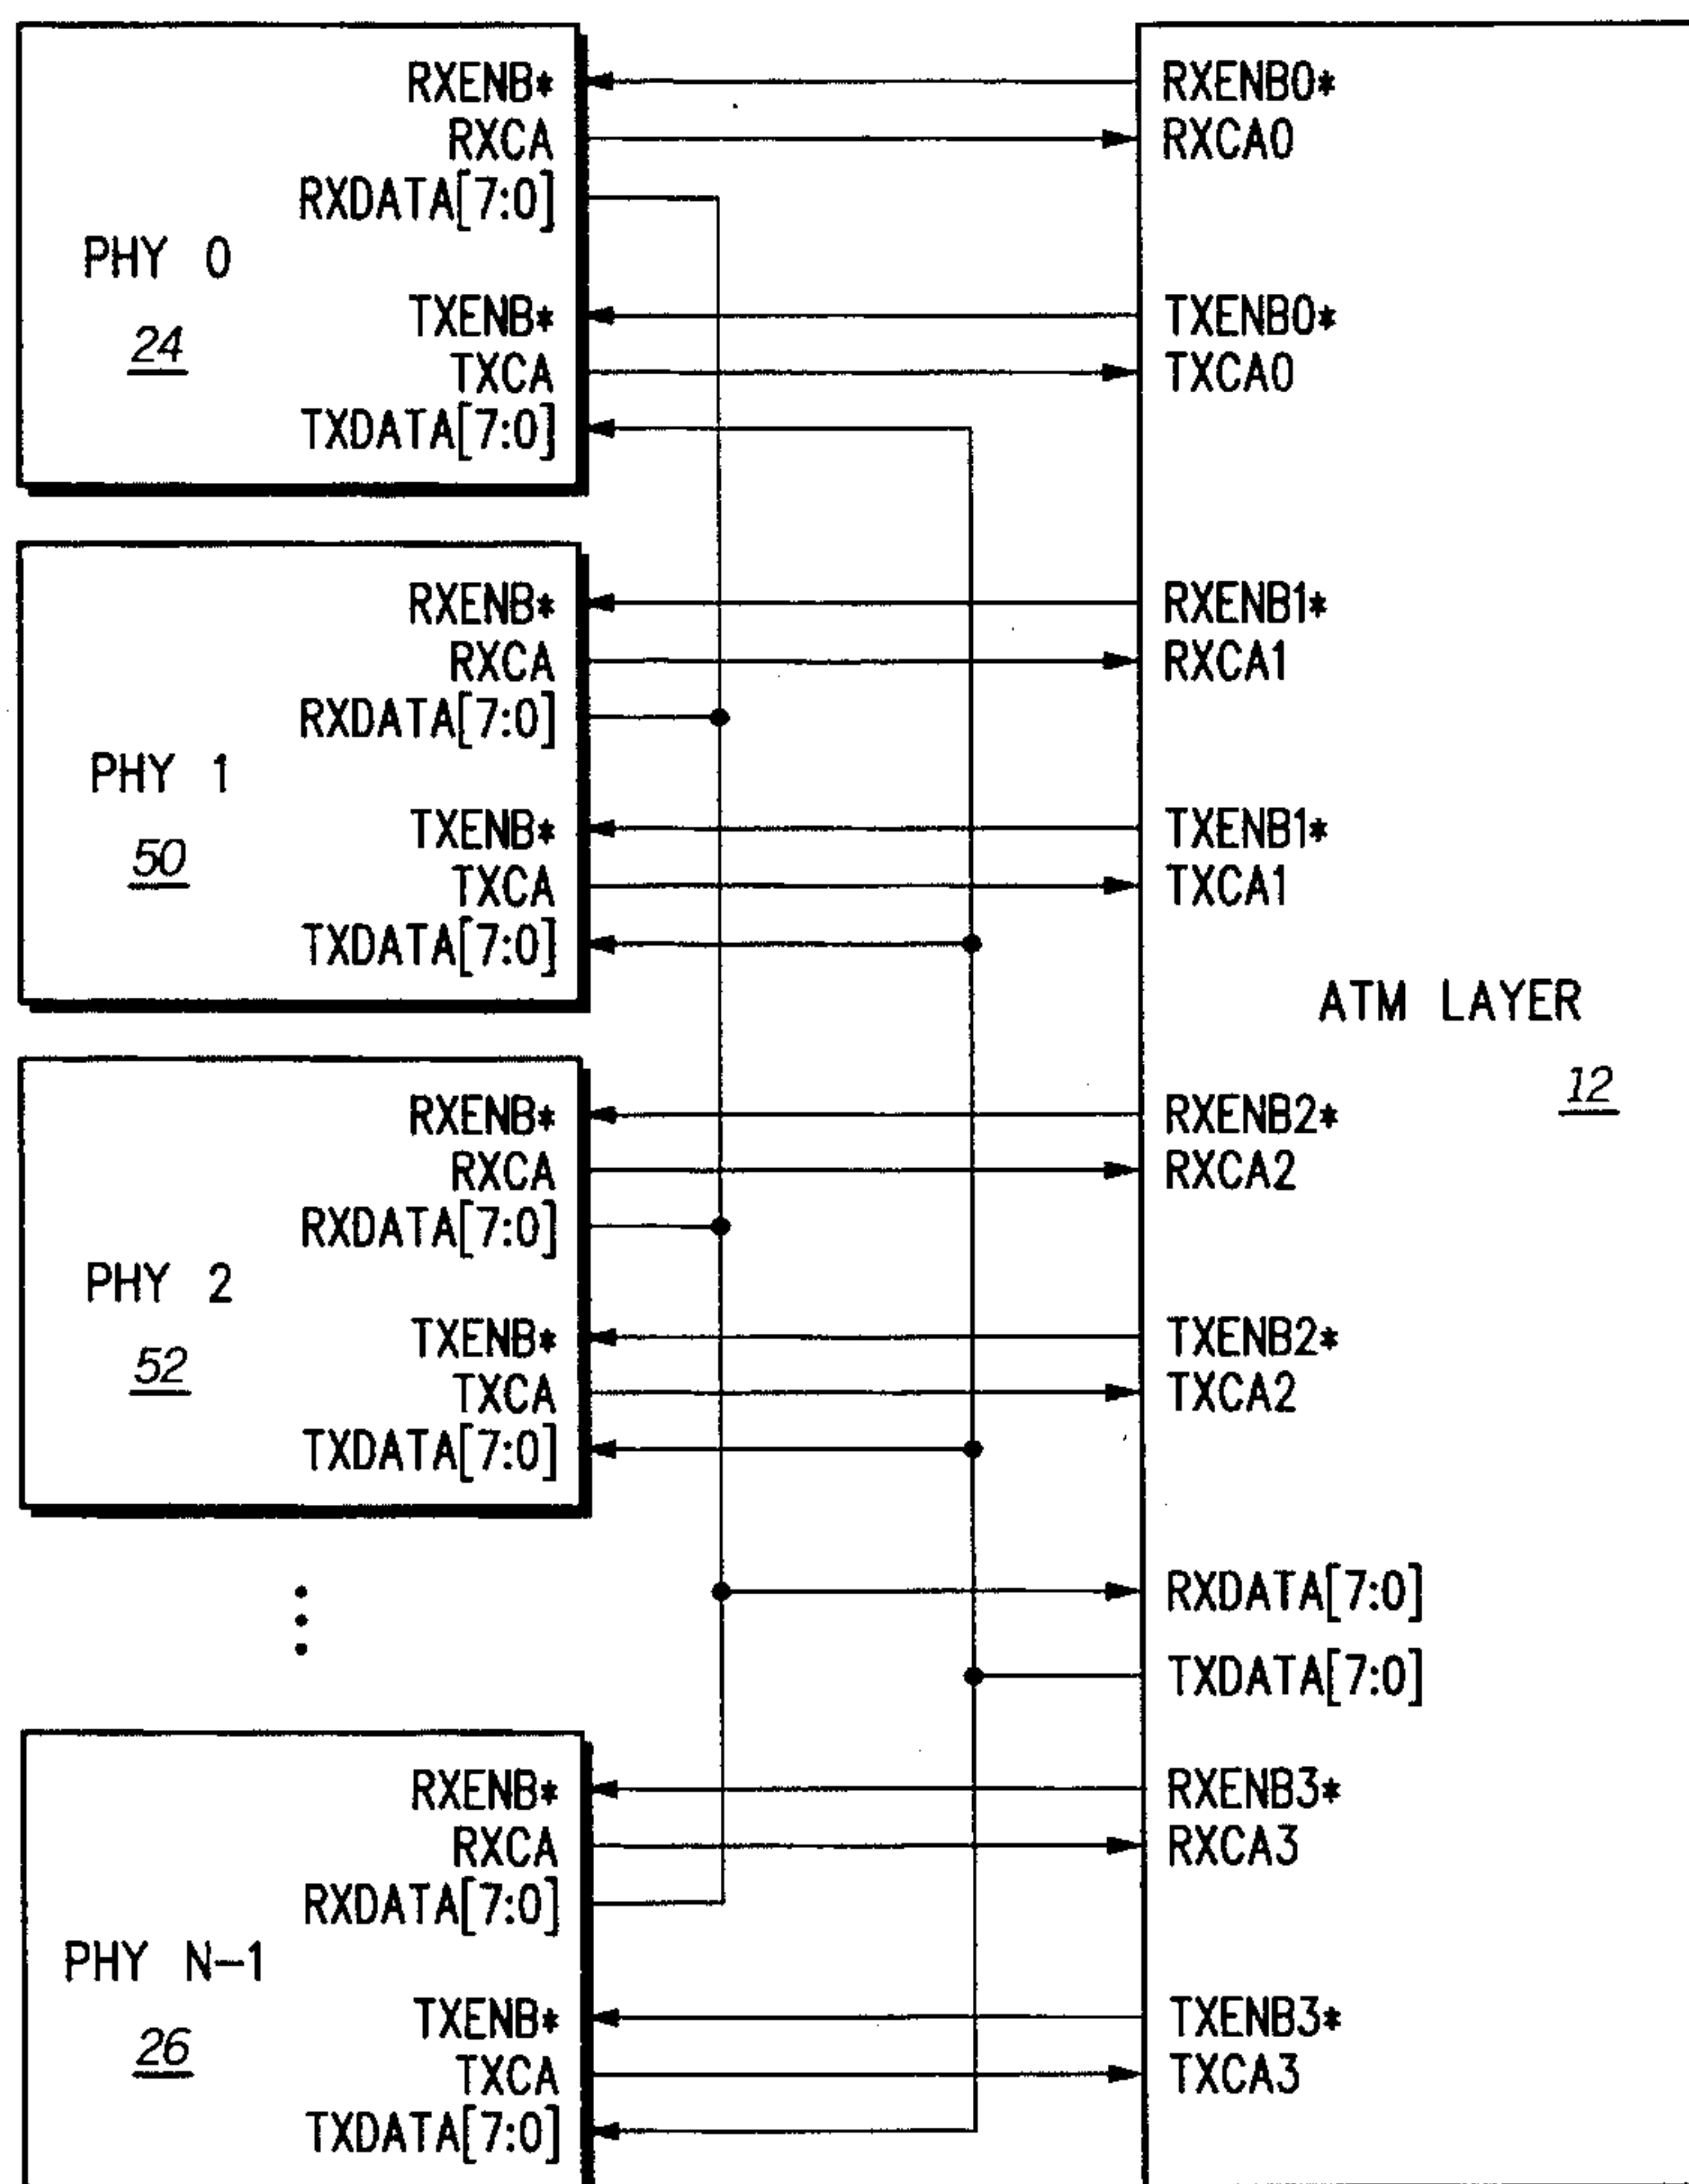 RXENB*
RXCA
RXDATA[7:0]
PHY 0
24
TXENB*
TXCA
TXDATA[7:0]
RXENB*
RXCA
RXDATA[7:0]
PHY 1
50
TXENB*
TXCA
TXDATA[7:0]
RXENB*
RXCA
RXDATA[7:0]
PHY 2
52
TXENB*
TXCA
TXDATA[7:0]
RXENB*
RXCA
RXDATA[7:0]
PHY N-1
26
TXENB*
TXCA
TXDATA[7:0]
RXENB0*
RXCA0
TXENB0*
TXCA0
RXENB1*
RXCA1
TXENB1*
TXCA1
ATM LAYER
12
RXENB2*
RXCA2
TXENB2*
TXCA2
RXDATA[7:0]
TXDATA[7:0]
RXENB3*
RXCA3
TXENB3*
TXCA3